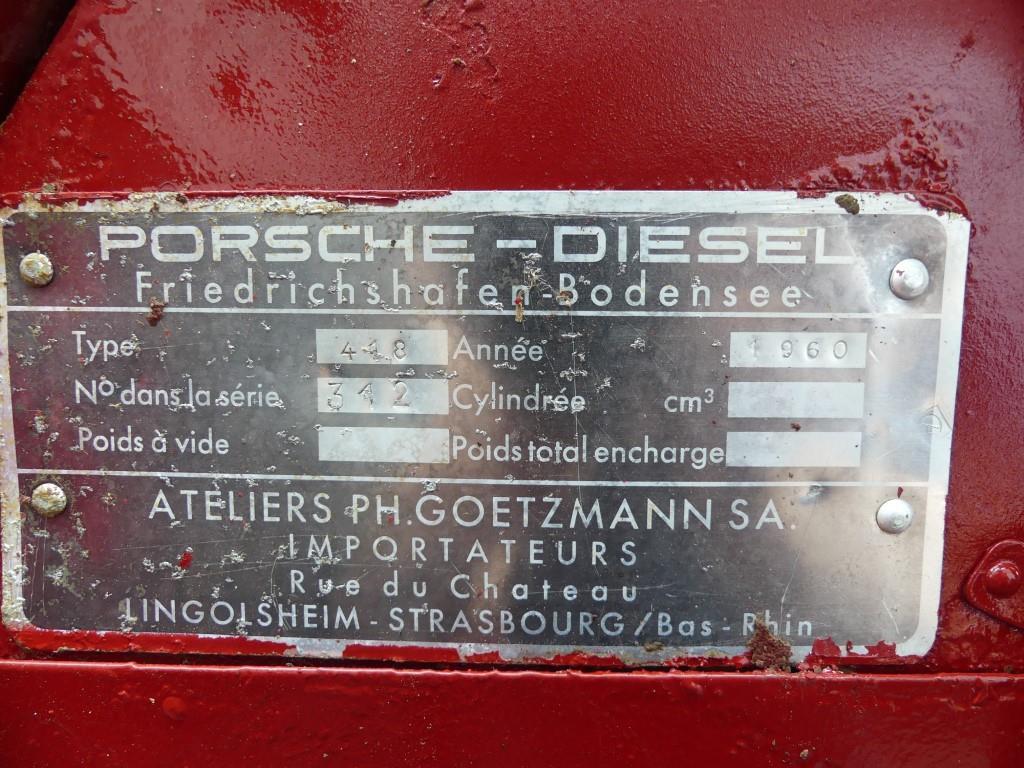 PORSCHE - DIESEL
Friedrichshafen-Bodensee
Type 418 Année 1960
No dans la série 312 Cylindrée cm³
Poids à vide Poids total encharge
ATELIERS PH.GOETZMANN SA.
IMPORTATEURS
Rue du Chateau
LINGOLSHEIM - STRASBOURG/Bas-Rhin